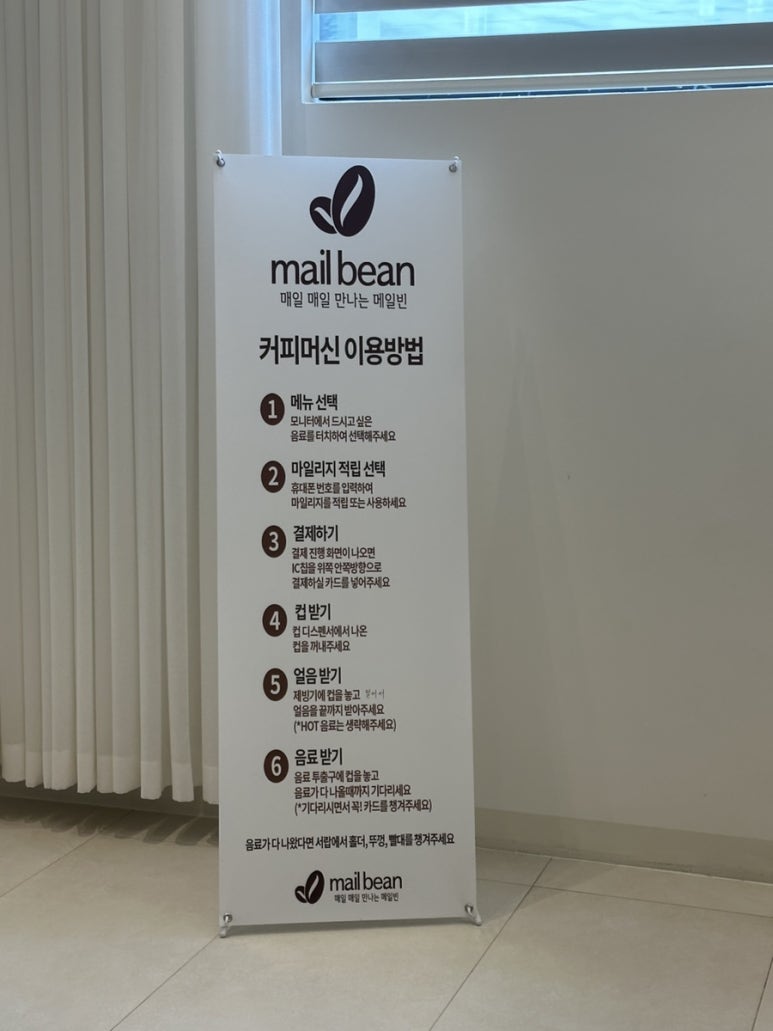 mail bean
매일 매일 만나는 메일빈
커피머신 이용방법
1 메뉴 선택
모니터에서 드시고 싶은
음료를 터치하여 선택해주세요
2 마일리지 적립 선택
휴대폰 번호를 입력하여
마일리지를 적립 또는 사용하세요
3 결제하기
결제 진행 화면이 나오면
IC칩을 위쪽 안쪽방향으로
결제하실 카드를 넣어주세요
4 컵 받기
컵 디스펜서에서 나온
컵을 꺼내주세요
5 얼음 받기
제빙기에 컵을 놓고
얼음을 끝까지 받아주세요
(*HOT 음료는 생략해주세요)
6 음료 받기
음료 투출구에 컵을 놓고
음료가 다 나올때까지 기다리세요
(*기다리시면서 꼭! 카드를 챙겨주세요)
음료가 다 나왔다면 서랍에서 홀더, 뚜껑, 빨대를 챙겨주세요
mail bean
매일 매일 만나는 메일빈